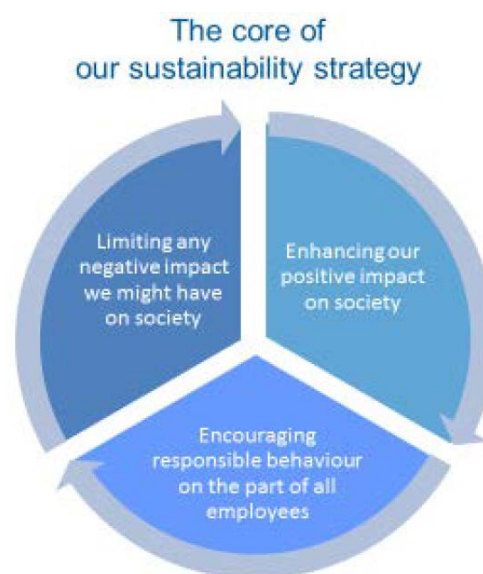 The core of
our sustainability strategy
Limiting any
negative impact
we might have
on society
Enhancing our
positive impact
on society
Encouraging
responsible behaviour
on the part of all
employees